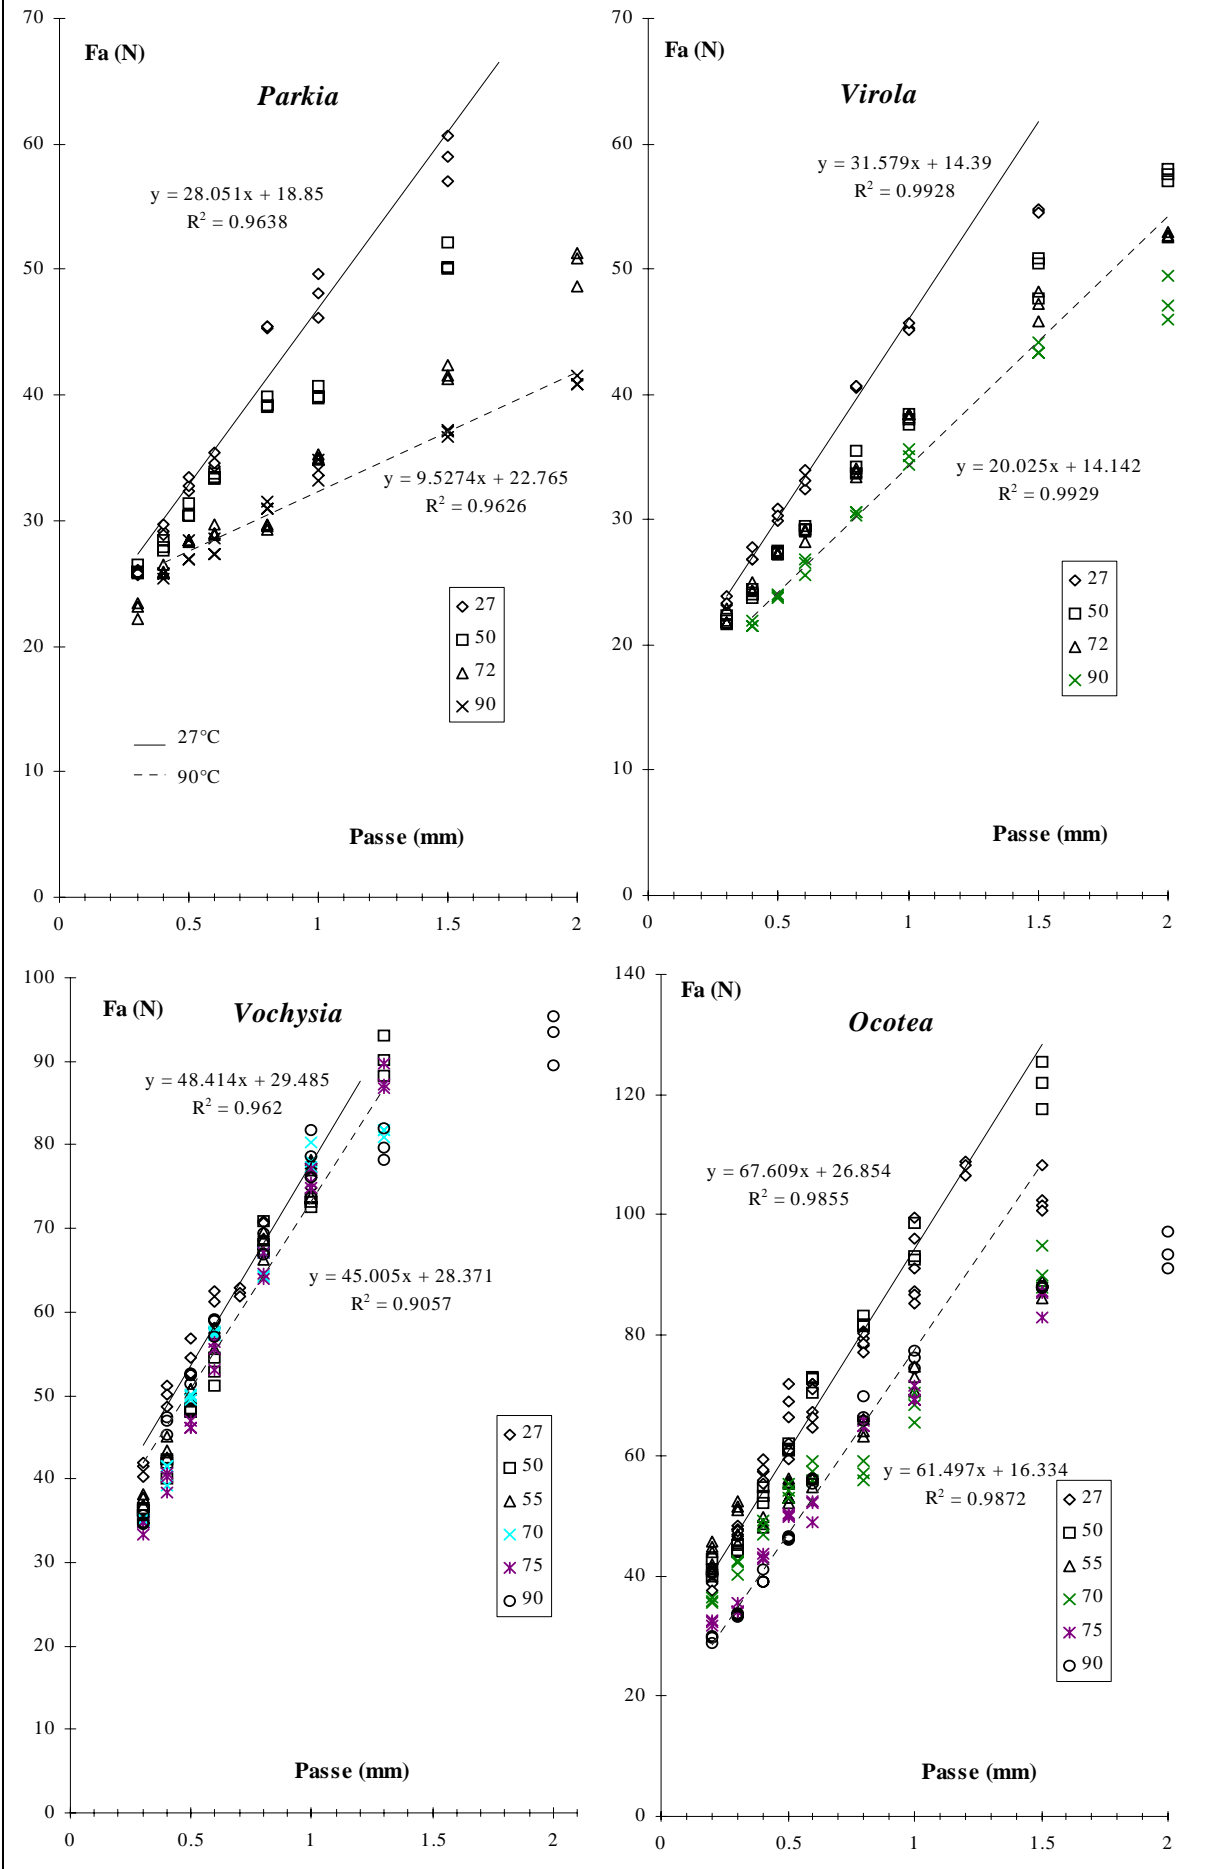 70
60
50
40
30
20
10
0
Fa (N)
Parkia
y = 28.051x + 18.85
R² = 0.9638
y = 9.5274x + 22.765
R² = 0.9626
27
50
72
90
27°C
90°C
Passe (mm)
0
0.5
1
1.5
2
70
60
50
40
30
20
10
0
Fa (N)
Virola
y = 31.579x + 14.39
R² = 0.9928
y = 20.025x + 14.142
R² = 0.9929
27
50
72
90
Passe (mm)
0
0.5
1
1.5
2
100
90
80
70
60
50
40
30
20
10
0
Fa (N)
Vochysia
y = 48.414x + 29.485
R² = 0.962
y = 45.005x + 28.371
R² = 0.9057
27
50
55
70
75
90
Passe (mm)
0
0.5
1
1.5
2
140
120
100
80
60
40
20
0
Fa (N)
Ocotea
y = 67.609x + 26.854
R² = 0.9855
y = 61.497x + 16.334
R² = 0.9872
27
50
55
70
75
90
Passe (mm)
0
0.5
1
1.5
2